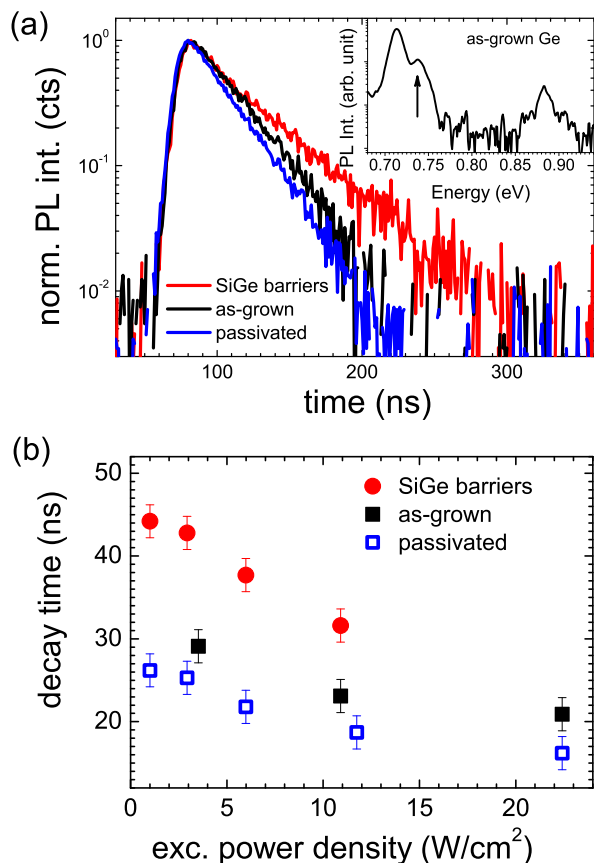 (a)
norm. PL int. (cts)
10⁰
10⁻¹
10⁻²
as-grown Ge
PL Int. (arb. unit)
0.70 0.75 0.80 0.85 0.90
Energy (eV)
SiGe barriers
as-grown
passivated
100 200 300
time (ns)
(b)
decay time (ns)
50
40
30
20
SiGe barriers
as-grown
passivated
0 5 10 15 20
exc. power density (W/cm²)